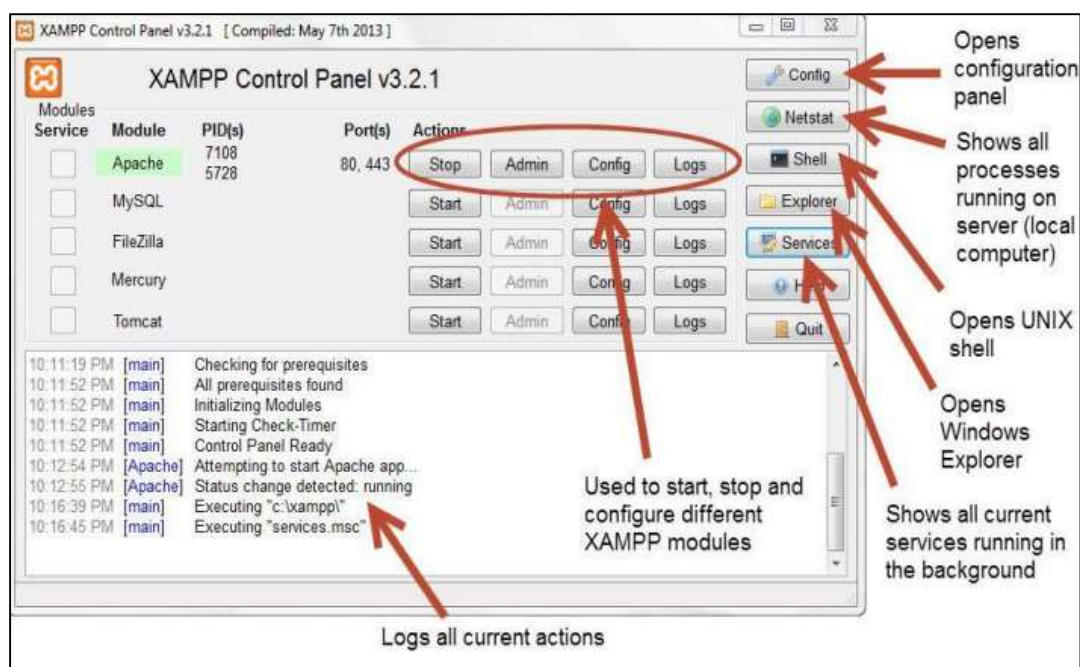 XAMPP Control Panel v3.2.1 [ Compiled: May 7th 2013 ]
XAMPP Control Panel v3.2.1
Modules
Service Module PID(s) Port(s) Actions
Apache 7108 5728 80, 443 Stop Admin Config Logs
MySQL Start Admin Config Logs
FileZilla Start Admin Config Logs
Mercury Start Admin Config Logs
Tomcat Start Admin Config Logs
Config
Netstat
Shell
Explorer
Services
Help
Quit
10:11:19 PM [main] Checking for prerequisites
10:11:52 PM [main] All prerequisites found
10:11:52 PM [main] Initializing Modules
10:11:52 PM [main] Starting Check-Timer
10:11:52 PM [main] Control Panel Ready
10:12:54 PM [Apache] Attempting to start Apache app...
10:12:55 PM [Apache] Status change detected: running
10:16:39 PM [main] Executing "c:\xampp\"
10:16:45 PM [main] Executing "services.msc"
Opens
configuration
panel
Shows all
processes
running on
server (local
computer)
Opens UNIX
shell
Opens
Windows
Explorer
Shows all current
services running in
the background
Used to start, stop and
configure different
XAMPP modules
Logs all current actions